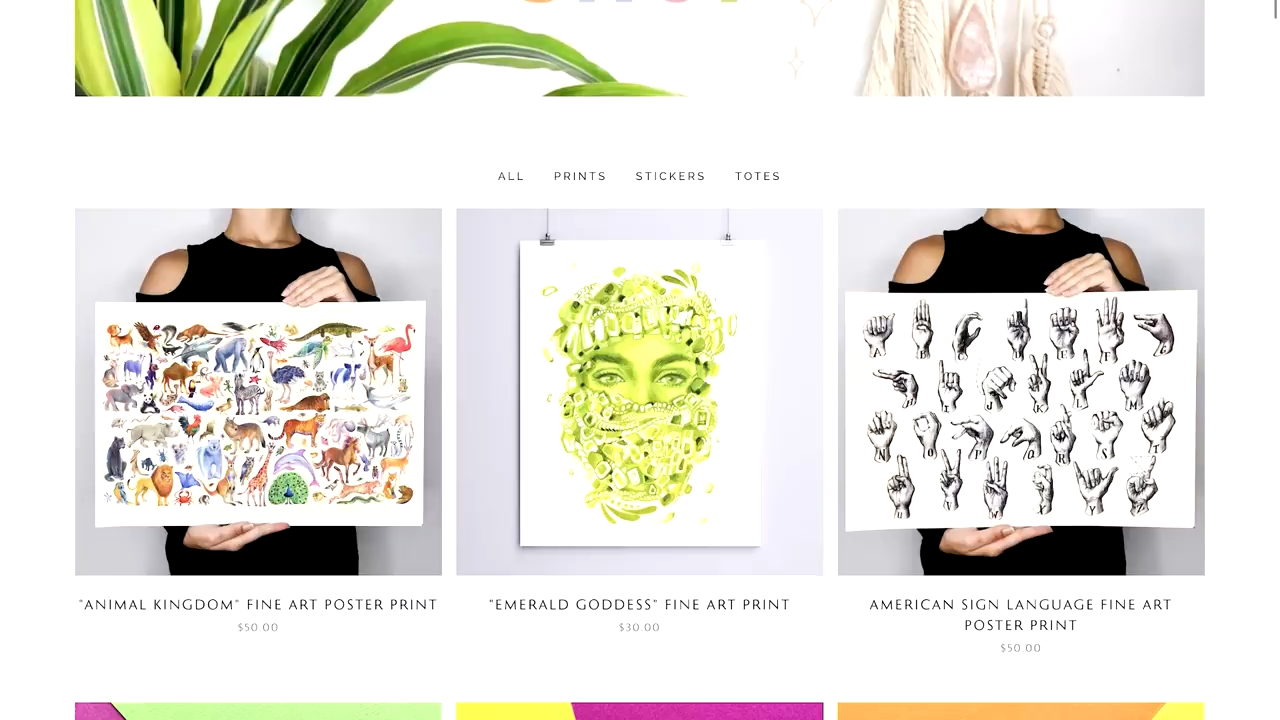 ALL PRINTS STICKERS TOTES
"ANIMAL KINGDOM" FINE ART POSTER PRINT
$50.00
"EMERALD GODDESS" FINE ART PRINT
$30.00
AMERICAN SIGN LANGUAGE FINE ART
POSTER PRINT
$50.00